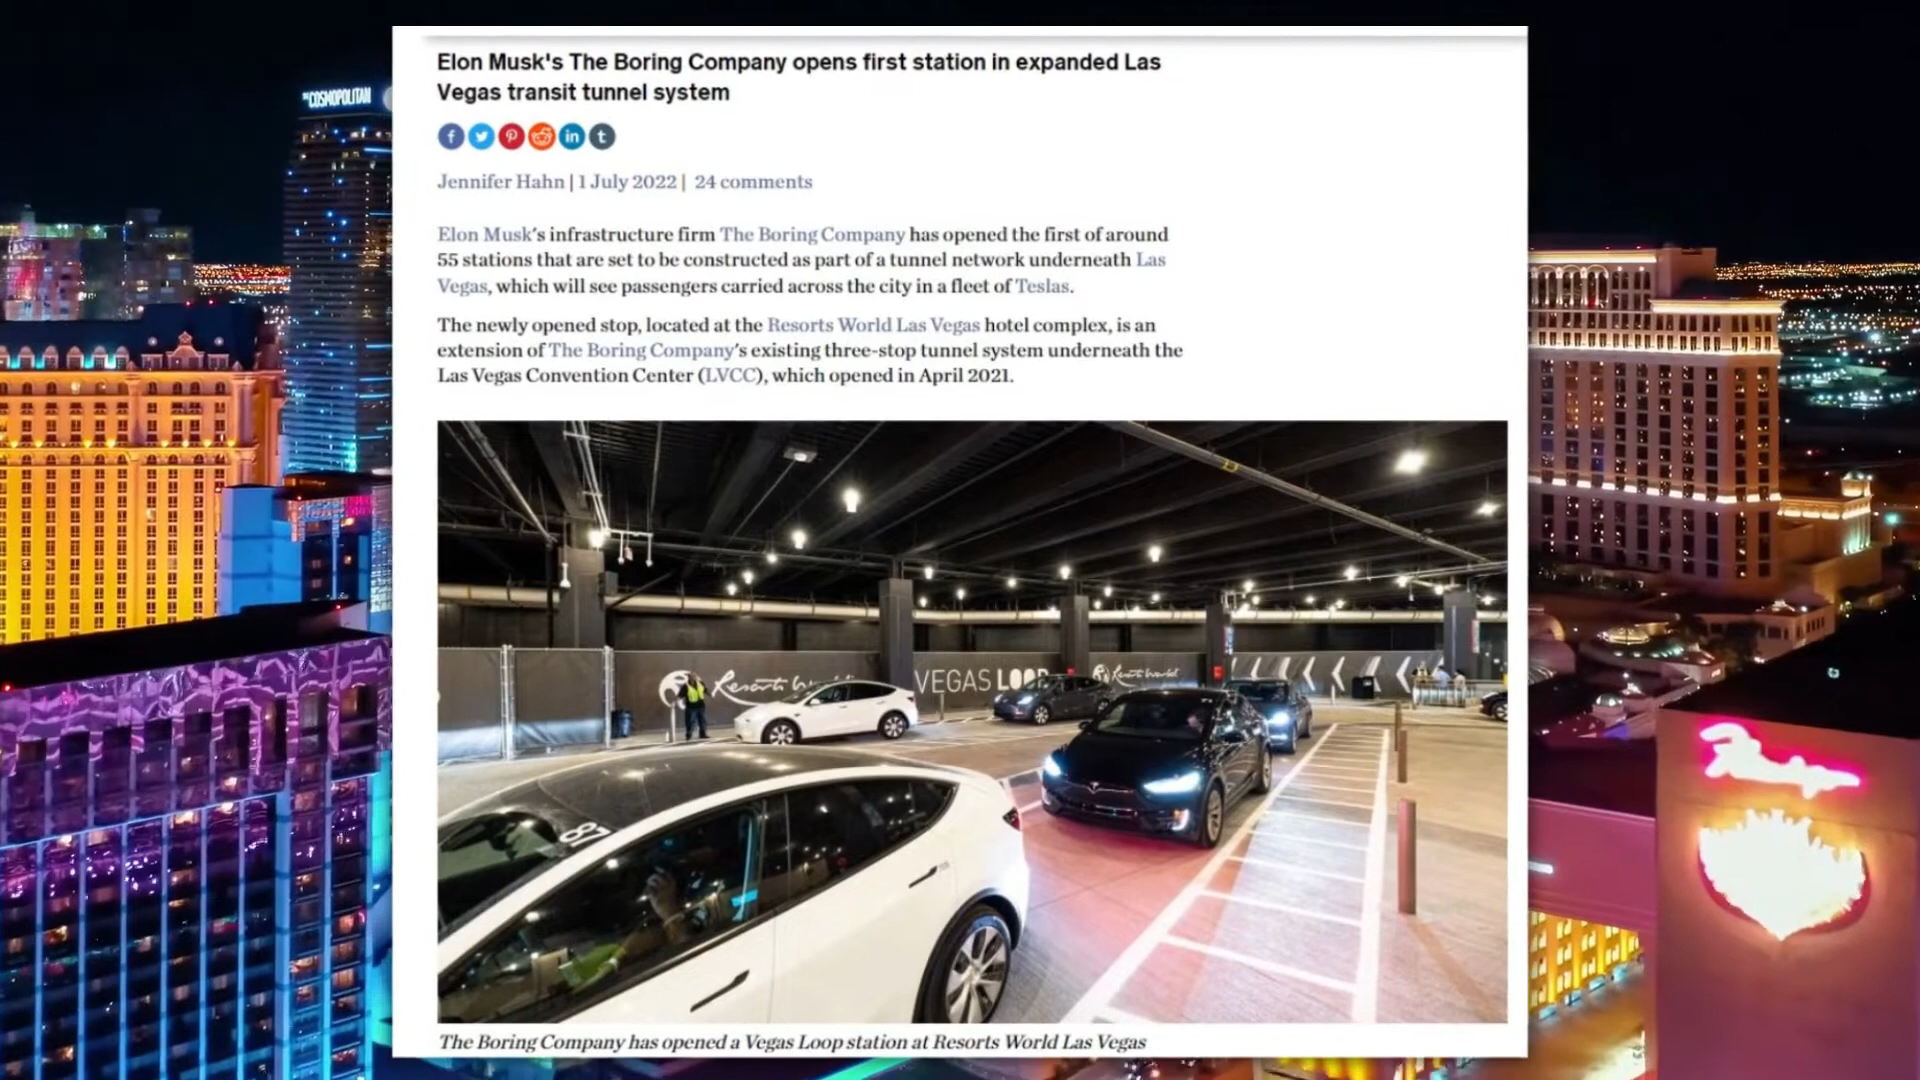 THE COSMOPOLITAN
Elon Musk's The Boring Company opens first station in expanded Las
Vegas transit tunnel system
Jennifer Hahn | 1 July 2022 | 24 comments
Elon Musk's infrastructure firm The Boring Company has opened the first of around
55 stations that are set to be constructed as part of a tunnel network underneath Las
Vegas, which will see passengers carried across the city in a fleet of Teslas.
The newly opened stop, located at the Resorts World Las Vegas hotel complex, is an
extension of The Boring Company's existing three-stop tunnel system underneath the
Las Vegas Convention Center (LVCC), which opened in April 2021.
Resorts World
VEGAS LOOP
Resorts World
The Boring Company has opened a Vegas Loop station at Resorts World Las Vegas